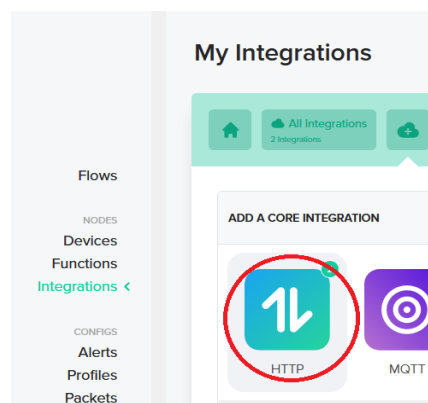 My Integrations
All Integrations
2 Integrations
Flows
NODES
Devices
Functions
Integrations <
CONFIGS
Alerts
Profiles
Packets
ADD A CORE INTEGRATION
HTTP
MQTT